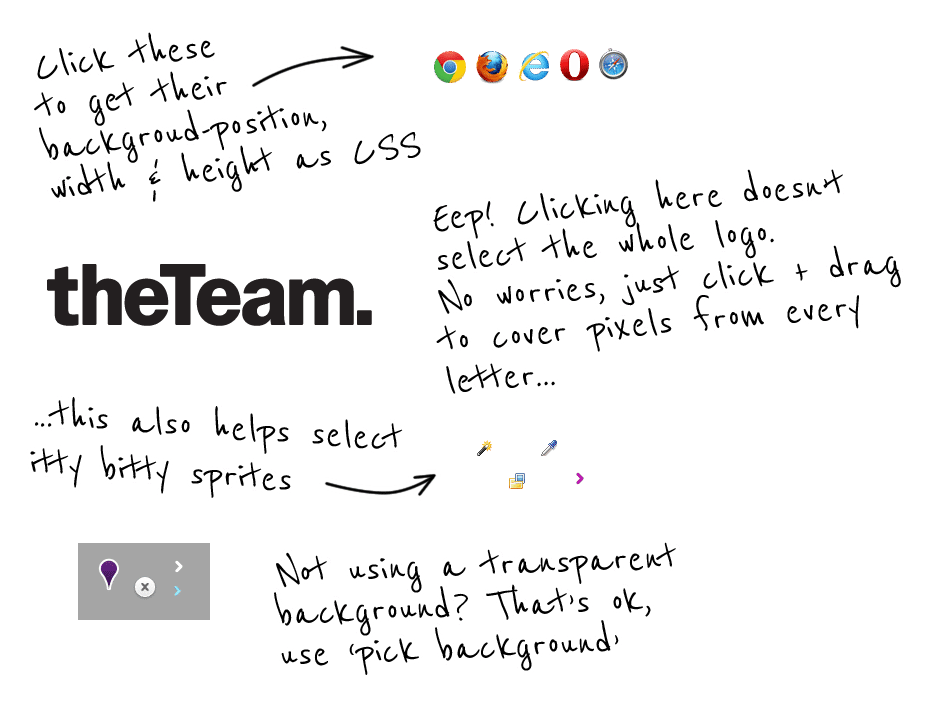 Click these
to get their
backgroud-position,
width & height as CSS
Eep! Clicking here doesnt
select the whole logo.
No worries, just click + drag
to cover pixels from every
letter...
theTeam.
...this also helps select
itty bitty sprites
Not using a transparent
background? That's ok,
use 'pick background'